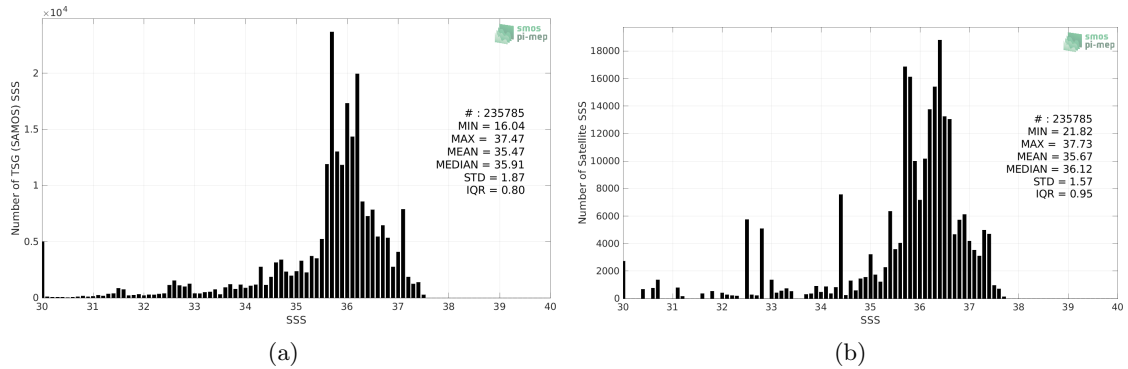 ×10^4
smos
pi-mep
Number of TSG (SAMOS) SSS
2
1.5
1
0.5
0
# : 235785
MIN = 16.04
MAX = 37.47
MEAN = 35.47
MEDIAN = 35.91
STD = 1.87
IQR = 0.80
30 31 32 33 34 35 36 37 38 39 40
SSS
(a)
smos
pi-mep
Number of Satellite SSS
18000
16000
14000
12000
10000
8000
6000
4000
2000
0
# : 235785
MIN = 21.82
MAX = 37.73
MEAN = 35.67
MEDIAN = 36.12
STD = 1.57
IQR = 0.95
30 31 32 33 34 35 36 37 38 39 40
SSS
(b)